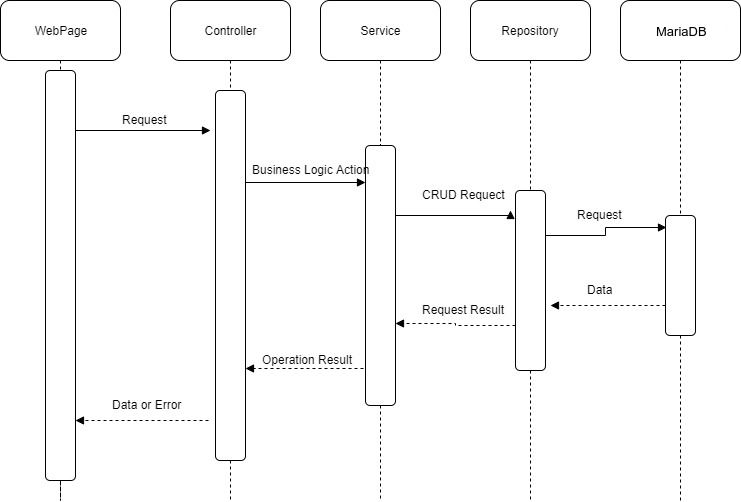 WebPage
Controller
Service
Repository
MariaDB
Request
Business Logic Action
CRUD Requect
Request
Data
Request Result
Operation Result
Data or Error